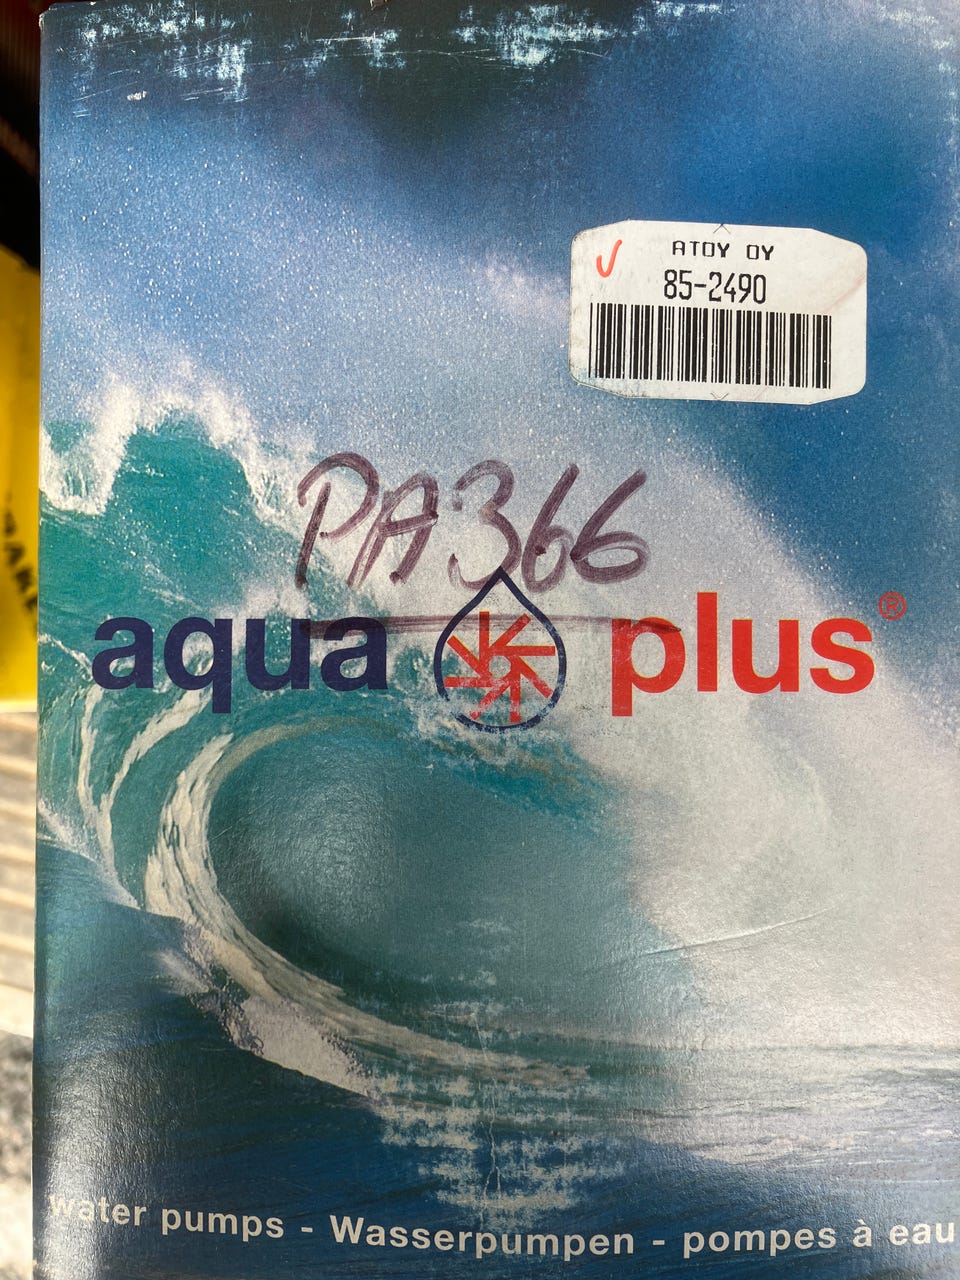 ATOY OY
85-2490
PA366
aqua plus®
water pumps - Wasserpumpen - pompes à eau